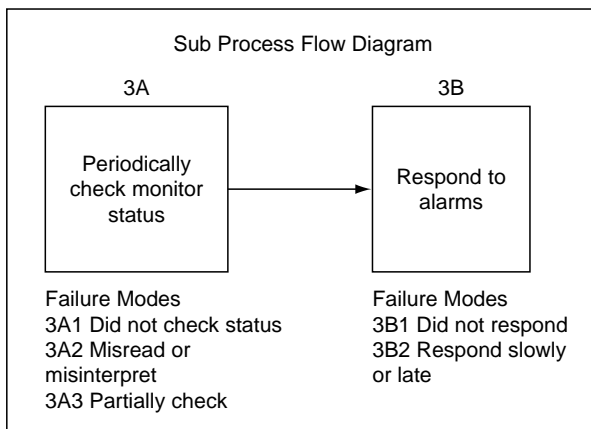 Sub Process Flow Diagram
3A
Periodically
check monitor
status
Failure Modes
3A1 Did not check status
3A2 Misread or
misinterpret
3A3 Partially check
3B
Respond to
alarms
Failure Modes
3B1 Did not respond
3B2 Respond slowly
or late